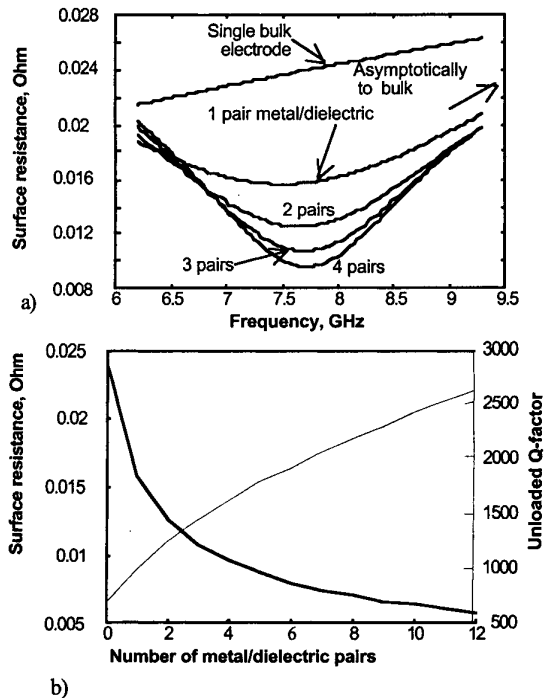 Surface resistance, Ohm
0.028
0.024
0.02
0.016
0.012
0.008
Single bulk
electrode
Asymptotically
to bulk
1 pair metal/dielectric
2 pairs
3 pairs
4 pairs
6 6.5 7 7.5 8 8.5 9 9.5
a)
Frequency, GHz
Surface resistance, Ohm
0.025
0.02
0.015
0.01
0.005
3000
2500
2000
1500
1000
500
Unloaded Q-factor
0 2 4 6 8 10 12
Number of metal/dielectric pairs
b)